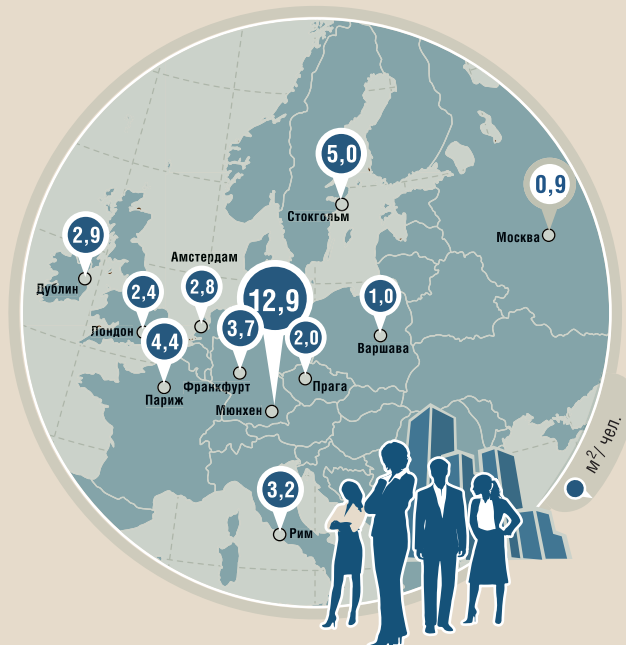 5,0
Стокгольм
0,9
Москва
2,9
Дублин
Амстердам
2,8
2,4
Лондон
12,9
1,0
Варшава
4,4
Париж
3,7
Франкфурт
2,0
Прага
Мюнхен
3,2
Рим
м²/ чел.